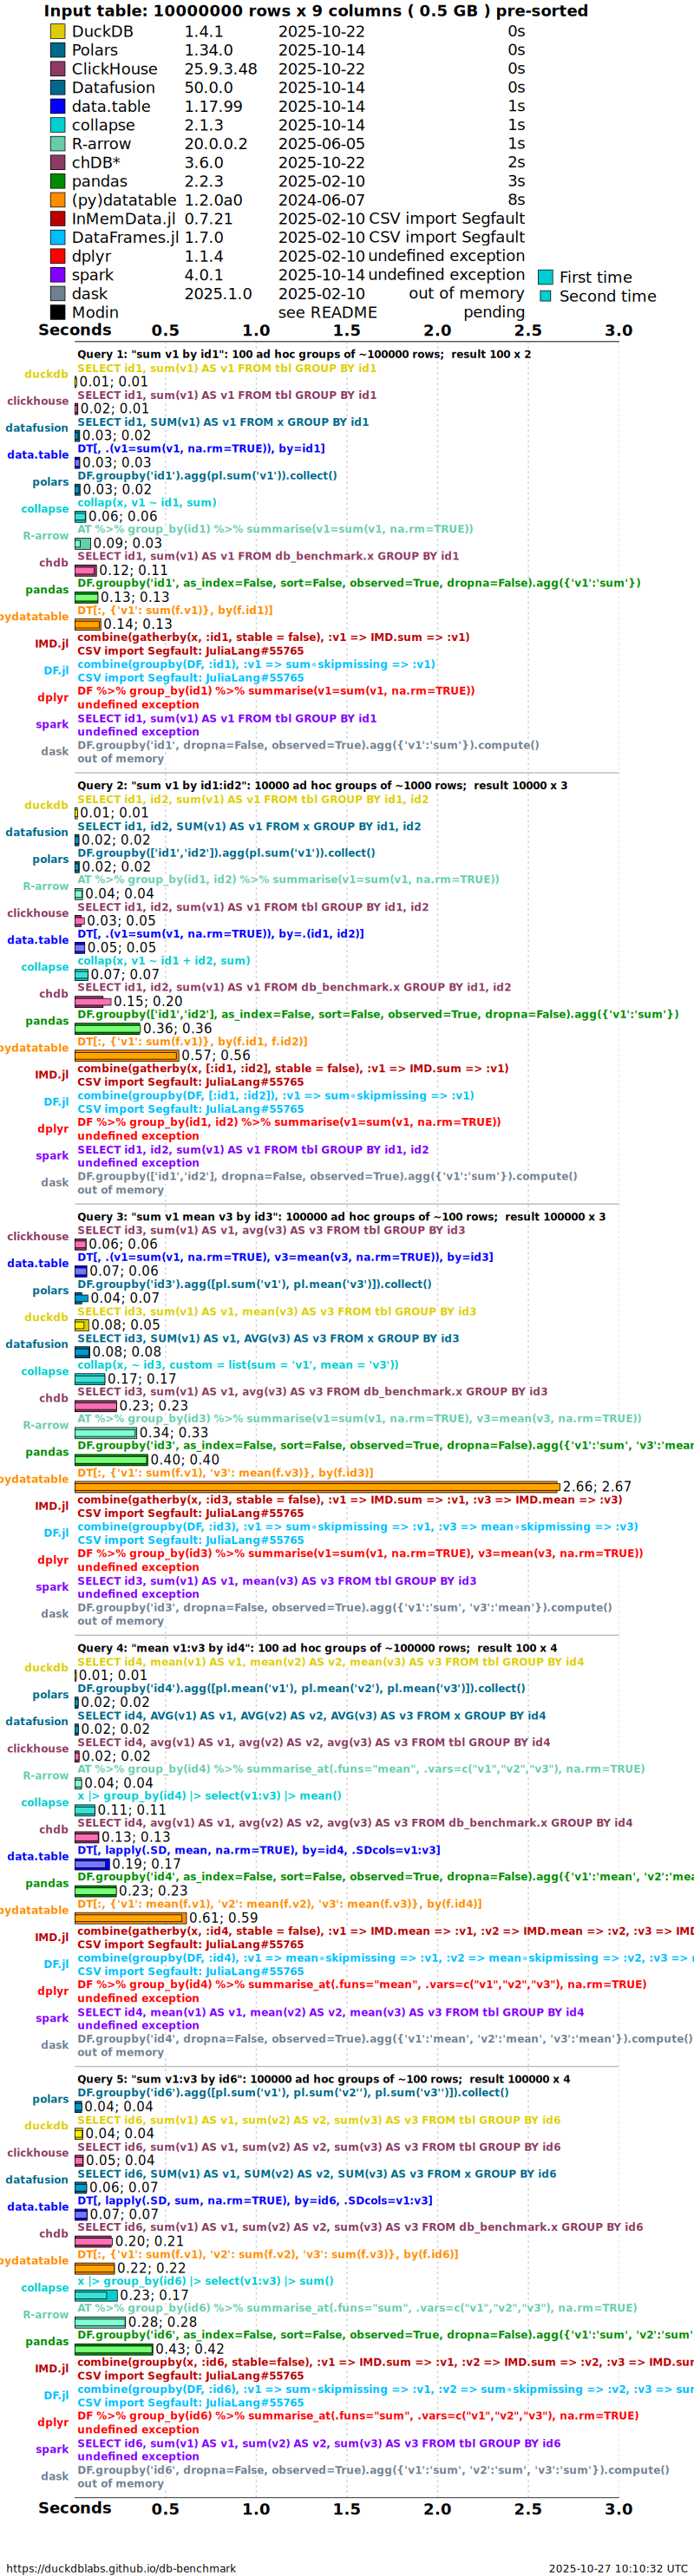 Input table: 10000000 rows x 9 columns ( 0.5 GB ) pre-sorted
DuckDB 1.4.1 2025-10-22 0s
Polars 1.34.0 2025-10-14 0s
ClickHouse 25.9.3.48 2025-10-22 0s
Datafusion 50.0.0 2025-10-14 0s
data.table 1.17.99 2025-10-14 1s
collapse 2.1.3 2025-10-14 1s
R-arrow 20.0.0.2 2025-06-05 1s
chDB* 3.6.0 2025-10-22 2s
pandas 2.2.3 2025-02-10 3s
(py)datatable 1.2.0a0 2024-06-07 8s
InMemData.jl 0.7.21 2025-02-10 CSV import Segfault
DataFrames.jl 1.7.0 2025-02-10 CSV import Segfault
dplyr 1.1.4 2025-02-10 undefined exception
spark 4.0.1 2025-10-14 undefined exception
First time
dask 2025.1.0 2025-02-10 out of memory
Second time
Modin see README pending
Seconds 0.5 1.0 1.5 2.0 2.5 3.0
Query 1: "sum v1 by id1": 100 ad hoc groups of ~100000 rows; result 100 x 2
duckdb SELECT id1, sum(v1) AS v1 FROM tbl GROUP BY id1
0.01; 0.01
clickhouse SELECT id1, sum(v1) AS v1 FROM tbl GROUP BY id1
0.02; 0.01
datafusion SELECT id1, SUM(v1) AS v1 FROM x GROUP BY id1
0.03; 0.02
data.table DT[, .(v1=sum(v1, na.rm=TRUE)), by=id1]
0.03; 0.03
polars DF.groupby('id1').agg(pl.sum('v1')).collect()
0.03; 0.02
collapse collap(x, v1 ~ id1, sum)
0.06; 0.06
R-arrow AT %>% group_by(id1) %>% summarise(v1=sum(v1, na.rm=TRUE))
0.09; 0.03
chdb SELECT id1, sum(v1) AS v1 FROM db_benchmark.x GROUP BY id1
0.12; 0.11
pandas DF.groupby('id1', as_index=False, sort=False, observed=True, dropna=False).agg({'v1':'sum'})
0.13; 0.13
pydatatable DT[:, {'v1': sum(f.v1)}, by(f.id1)]
0.14; 0.13
IMD.jl combine(gatherby(x, :id1, stable = false), :v1 => IMD.sum => :v1)
CSV import Segfault: JuliaLang#55765
DF.jl combine(groupby(DF, :id1), :v1 => sum∘skipmissing => :v1)
CSV import Segfault: JuliaLang#55765
dplyr DF %>% group_by(id1) %>% summarise(v1=sum(v1, na.rm=TRUE))
undefined exception
spark SELECT id1, sum(v1) AS v1 FROM tbl GROUP BY id1
undefined exception
dask DF.groupby('id1', dropna=False, observed=True).agg({'v1':'sum'}).compute()
out of memory
Query 2: "sum v1 by id1:id2": 10000 ad hoc groups of ~1000 rows; result 10000 x 3
duckdb SELECT id1, id2, sum(v1) AS v1 FROM tbl GROUP BY id1, id2
0.01; 0.01
datafusion SELECT id1, id2, SUM(v1) AS v1 FROM x GROUP BY id1, id2
0.02; 0.02
polars DF.groupby(['id1','id2']).agg(pl.sum('v1')).collect()
0.02; 0.02
R-arrow AT %>% group_by(id1, id2) %>% summarise(v1=sum(v1, na.rm=TRUE))
0.04; 0.04
clickhouse SELECT id1, id2, sum(v1) AS v1 FROM tbl GROUP BY id1, id2
0.03; 0.05
data.table DT[, .(v1=sum(v1, na.rm=TRUE)), by=.(id1, id2)]
0.05; 0.05
collapse collap(x, v1 ~ id1 + id2, sum)
0.07; 0.07
chdb SELECT id1, id2, sum(v1) AS v1 FROM db_benchmark.x GROUP BY id1, id2
0.15; 0.20
pandas DF.groupby(['id1','id2'], as_index=False, sort=False, observed=True, dropna=False).agg({'v1':'sum'})
0.36; 0.36
pydatatable DT[:, {'v1': sum(f.v1)}, by(f.id1, f.id2)]
0.57; 0.56
IMD.jl combine(gatherby(x, [:id1, :id2], stable = false), :v1 => IMD.sum => :v1)
CSV import Segfault: JuliaLang#55765
DF.jl combine(groupby(DF, [:id1, :id2]), :v1 => sum∘skipmissing => :v1)
CSV import Segfault: JuliaLang#55765
dplyr DF %>% group_by(id1, id2) %>% summarise(v1=sum(v1, na.rm=TRUE))
undefined exception
spark SELECT id1, id2, sum(v1) AS v1 FROM tbl GROUP BY id1, id2
undefined exception
dask DF.groupby(['id1','id2'], dropna=False, observed=True).agg({'v1':'sum'}).compute()
out of memory
Query 3: "sum v1 mean v3 by id3": 100000 ad hoc groups of ~100 rows; result 100000 x 3
clickhouse SELECT id3, sum(v1) AS v1, avg(v3) AS v3 FROM tbl GROUP BY id3
0.06; 0.06
data.table DT[, .(v1=sum(v1, na.rm=TRUE), v3=mean(v3, na.rm=TRUE)), by=id3]
0.07; 0.06
polars DF.groupby('id3').agg([pl.sum('v1'), pl.mean('v3')]).collect()
0.04; 0.07
duckdb SELECT id3, sum(v1) AS v1, mean(v3) AS v3 FROM tbl GROUP BY id3
0.08; 0.05
datafusion SELECT id3, SUM(v1) AS v1, AVG(v3) AS v3 FROM x GROUP BY id3
0.08; 0.08
collapse collap(x, ~ id3, custom = list(sum = 'v1', mean = 'v3'))
0.17; 0.17
chdb SELECT id3, sum(v1) AS v1, avg(v3) AS v3 FROM db_benchmark.x GROUP BY id3
0.23; 0.23
R-arrow AT %>% group_by(id3) %>% summarise(v1=sum(v1, na.rm=TRUE), v3=mean(v3, na.rm=TRUE))
0.34; 0.33
pandas DF.groupby('id3', as_index=False, sort=False, observed=True, dropna=False).agg({'v1':'sum', 'v3':'mean
0.40; 0.40
pydatatable DT[:, {'v1': sum(f.v1), 'v3': mean(f.v3)}, by(f.id3)]
2.66; 2.67
IMD.jl combine(gatherby(x, :id3, stable = false), :v1 => IMD.sum => :v1, :v3 => IMD.mean => :v3)
CSV import Segfault: JuliaLang#55765
DF.jl combine(groupby(DF, :id3), :v1 => sum∘skipmissing => :v1, :v3 => mean∘skipmissing => :v3)
CSV import Segfault: JuliaLang#55765
dplyr DF %>% group_by(id3) %>% summarise(v1=sum(v1, na.rm=TRUE), v3=mean(v3, na.rm=TRUE))
undefined exception
spark SELECT id3, sum(v1) AS v1, mean(v3) AS v3 FROM tbl GROUP BY id3
undefined exception
dask DF.groupby('id3', dropna=False, observed=True).agg({'v1':'sum', 'v3':'mean'}).compute()
out of memory
Query 4: "mean v1:v3 by id4": 100 ad hoc groups of ~100000 rows; result 100 x 4
duckdb SELECT id4, mean(v1) AS v1, mean(v2) AS v2, mean(v3) AS v3 FROM tbl GROUP BY id4
0.01; 0.01
polars DF.groupby('id4').agg([pl.mean('v1'), pl.mean('v2'), pl.mean('v3')]).collect()
0.02; 0.02
datafusion SELECT id4, AVG(v1) AS v1, AVG(v2) AS v2, AVG(v3) AS v3 FROM x GROUP BY id4
0.02; 0.02
clickhouse SELECT id4, avg(v1) AS v1, avg(v2) AS v2, avg(v3) AS v3 FROM tbl GROUP BY id4
0.02; 0.02
R-arrow AT %>% group_by(id4) %>% summarise_at(.funs="mean", .vars=c("v1","v2","v3"), na.rm=TRUE)
0.04; 0.04
collapse x |> group_by(id4) |> select(v1:v3) |> mean()
0.11; 0.11
chdb SELECT id4, avg(v1) AS v1, avg(v2) AS v2, avg(v3) AS v3 FROM db_benchmark.x GROUP BY id4
0.13; 0.13
data.table DT[, lapply(.SD, mean, na.rm=TRUE), by=id4, .SDcols=v1:v3]
0.19; 0.17
pandas DF.groupby('id4', as_index=False, sort=False, observed=True, dropna=False).agg({'v1':'mean', 'v2':'mea
0.23; 0.23
pydatatable DT[:, {'v1': mean(f.v1), 'v2': mean(f.v2), 'v3': mean(f.v3)}, by(f.id4)]
0.61; 0.59
IMD.jl combine(gatherby(x, :id4, stable = false), :v1 => IMD.mean => :v1, :v2 => IMD.mean => :v2, :v3 => IMD
CSV import Segfault: JuliaLang#55765
DF.jl combine(groupby(DF, :id4), :v1 => mean∘skipmissing => :v1, :v2 => mean∘skipmissing => :v2, :v3 => m
CSV import Segfault: JuliaLang#55765
dplyr DF %>% group_by(id4) %>% summarise_at(.funs="mean", .vars=c("v1","v2","v3"), na.rm=TRUE)
undefined exception
spark SELECT id4, mean(v1) AS v1, mean(v2) AS v2, mean(v3) AS v3 FROM tbl GROUP BY id4
undefined exception
dask DF.groupby('id4', dropna=False, observed=True).agg({'v1':'mean', 'v2':'mean', 'v3':'mean'}).compute()
out of memory
Query 5: "sum v1:v3 by id6": 100000 ad hoc groups of ~100 rows; result 100000 x 4
polars DF.groupby('id6').agg([pl.sum('v1'), pl.sum('v2''), pl.sum('v3'')]).collect()
0.04; 0.04
duckdb SELECT id6, sum(v1) AS v1, sum(v2) AS v2, sum(v3) AS v3 FROM tbl GROUP BY id6
0.04; 0.04
clickhouse SELECT id6, sum(v1) AS v1, sum(v2) AS v2, sum(v3) AS v3 FROM tbl GROUP BY id6
0.05; 0.04
datafusion SELECT id6, SUM(v1) AS v1, SUM(v2) AS v2, SUM(v3) AS v3 FROM x GROUP BY id6
0.06; 0.07
data.table DT[, lapply(.SD, sum, na.rm=TRUE), by=id6, .SDcols=v1:v3]
0.07; 0.07
chdb SELECT id6, sum(v1) AS v1, sum(v2) AS v2, sum(v3) AS v3 FROM db_benchmark.x GROUP BY id6
0.20; 0.21
pydatatable DT[:, {'v1': sum(f.v1), 'v2': sum(f.v2), 'v3': sum(f.v3)}, by(f.id6)]
0.22; 0.22
collapse x |> group_by(id6) |> select(v1:v3) |> sum()
0.23; 0.17
R-arrow AT %>% group_by(id6) %>% summarise_at(.funs="sum", .vars=c("v1","v2","v3"), na.rm=TRUE)
0.28; 0.28
pandas DF.groupby('id6', as_index=False, sort=False, observed=True, dropna=False).agg({'v1':'sum', 'v2':'sum'
0.43; 0.42
IMD.jl combine(groupby(x, :id6, stable=false), :v1 => IMD.sum => :v1, :v2 => IMD.sum => :v2, :v3 => IMD.sum
CSV import Segfault: JuliaLang#55765
DF.jl combine(groupby(DF, :id6), :v1 => sum∘skipmissing => :v1, :v2 => sum∘skipmissing => :v2, :v3 => sum
CSV import Segfault: JuliaLang#55765
dplyr DF %>% group_by(id6) %>% summarise_at(.funs="sum", .vars=c("v1","v2","v3"), na.rm=TRUE)
undefined exception
spark SELECT id6, sum(v1) AS v1, sum(v2) AS v2, sum(v3) AS v3 FROM tbl GROUP BY id6
undefined exception
dask DF.groupby('id6', dropna=False, observed=True).agg({'v1':'sum', 'v2':'sum', 'v3':'sum'}).compute()
out of memory
Seconds 0.5 1.0 1.5 2.0 2.5 3.0
https://duckdblabs.github.io/db-benchmark 2025-10-27 10:10:32 UTC